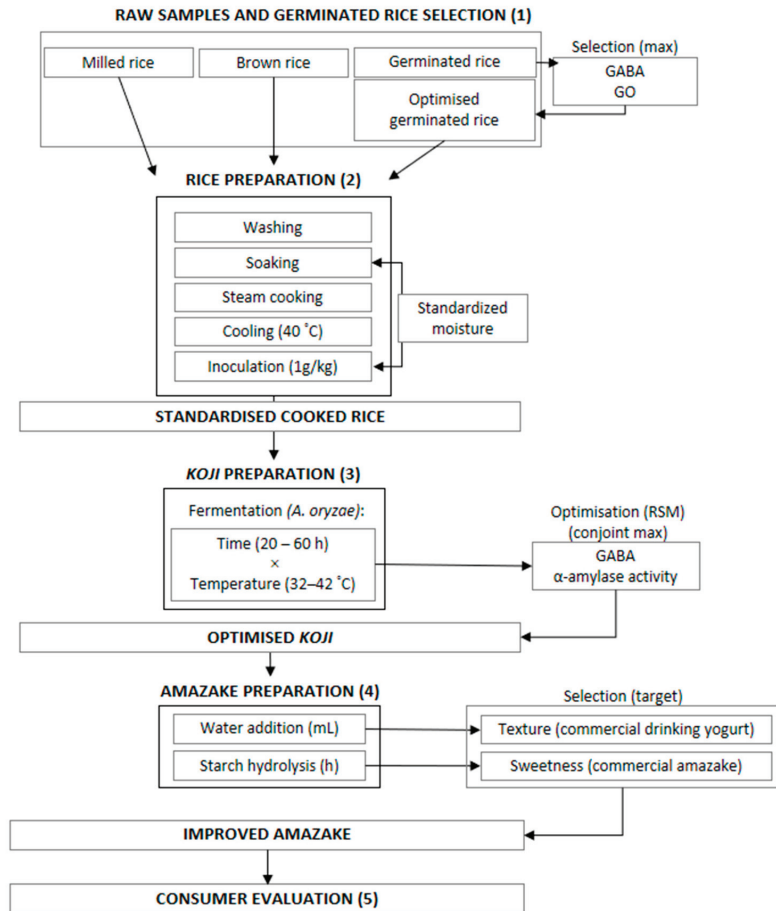 RAW SAMPLES AND GERMINATED RICE SELECTION (1)
Milled rice
Brown rice
Germinated rice
Selection (max)
GABA
GO
Optimised
germinated rice
RICE PREPARATION (2)
Washing
Soaking
Steam cooking
Cooling (40 ˚C)
Inoculation (1g/kg)
Standardized
moisture
STANDARDISED COOKED RICE
KOJI PREPARATION (3)
Fermentation (A. oryzae):
Time (20 – 60 h)
×
Temperature (32–42 ˚C)
Optimisation (RSM)
(conjoint max)
GABA
α-amylase activity
OPTIMISED KOJI
AMAZAKE PREPARATION (4)
Water addition (mL)
Starch hydrolysis (h)
Selection (target)
Texture (commercial drinking yogurt)
Sweetness (commercial amazake)
IMPROVED AMAZAKE
CONSUMER EVALUATION (5)